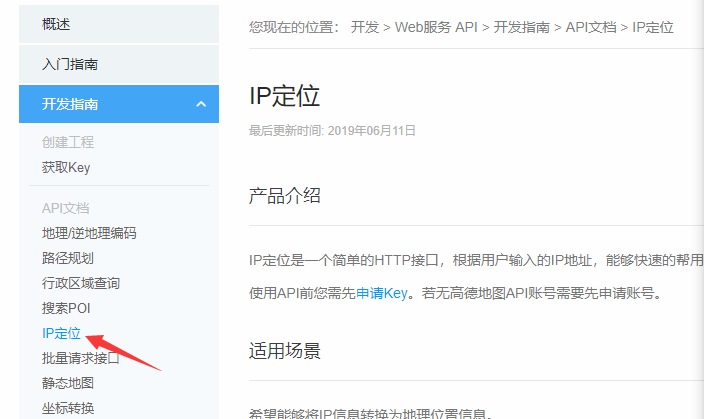 概述
入门指南
开发指南
创建工程
获取Key
API文档
地理/逆地理编码
路径规划
行政区域查询
搜索POI
IP定位
批量请求接口
静态地图
坐标转换
您现在的位置： 开发 > Web服务 API > 开发指南 > API文档 > IP定位
IP定位
最后更新时间: 2019年06月11日
产品介绍
IP定位是一个简单的HTTP接口，根据用户输入的IP地址，能够快速的帮用
使用API前您需先申请Key。若无高德地图API账号需要先申请账号。
适用场景
希望能够将IP信息转换为地理位置信息。